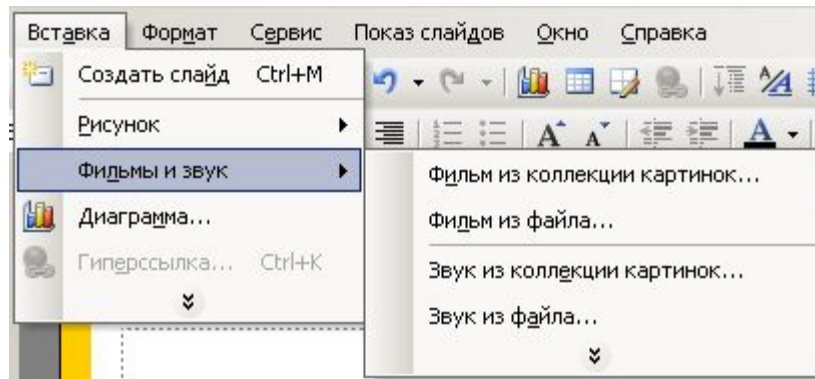 Вставка Формат Сервис Показ слайдов Окно Справка
Создать слайд Ctrl+M
Рисунок
Фильмы и звук
Диаграмма...
Гиперссылка... Ctrl+K
Фильм из коллекции картинок...
Фильм из файла...
Звук из коллекции картинок...
Звук из файла...